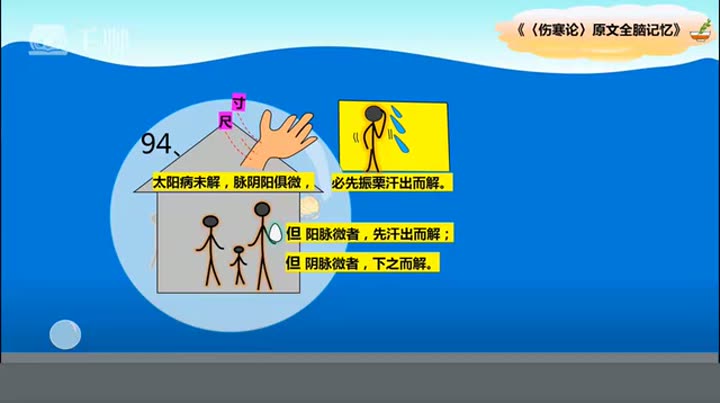 《〈伤寒论〉原文全脑记忆》
寸
尺
94、
太阳病未解，脉阴阳俱微， 必先振栗汗出而解。
但 阳脉微者，先汗出而解；
但 阴脉微者，下之而解。